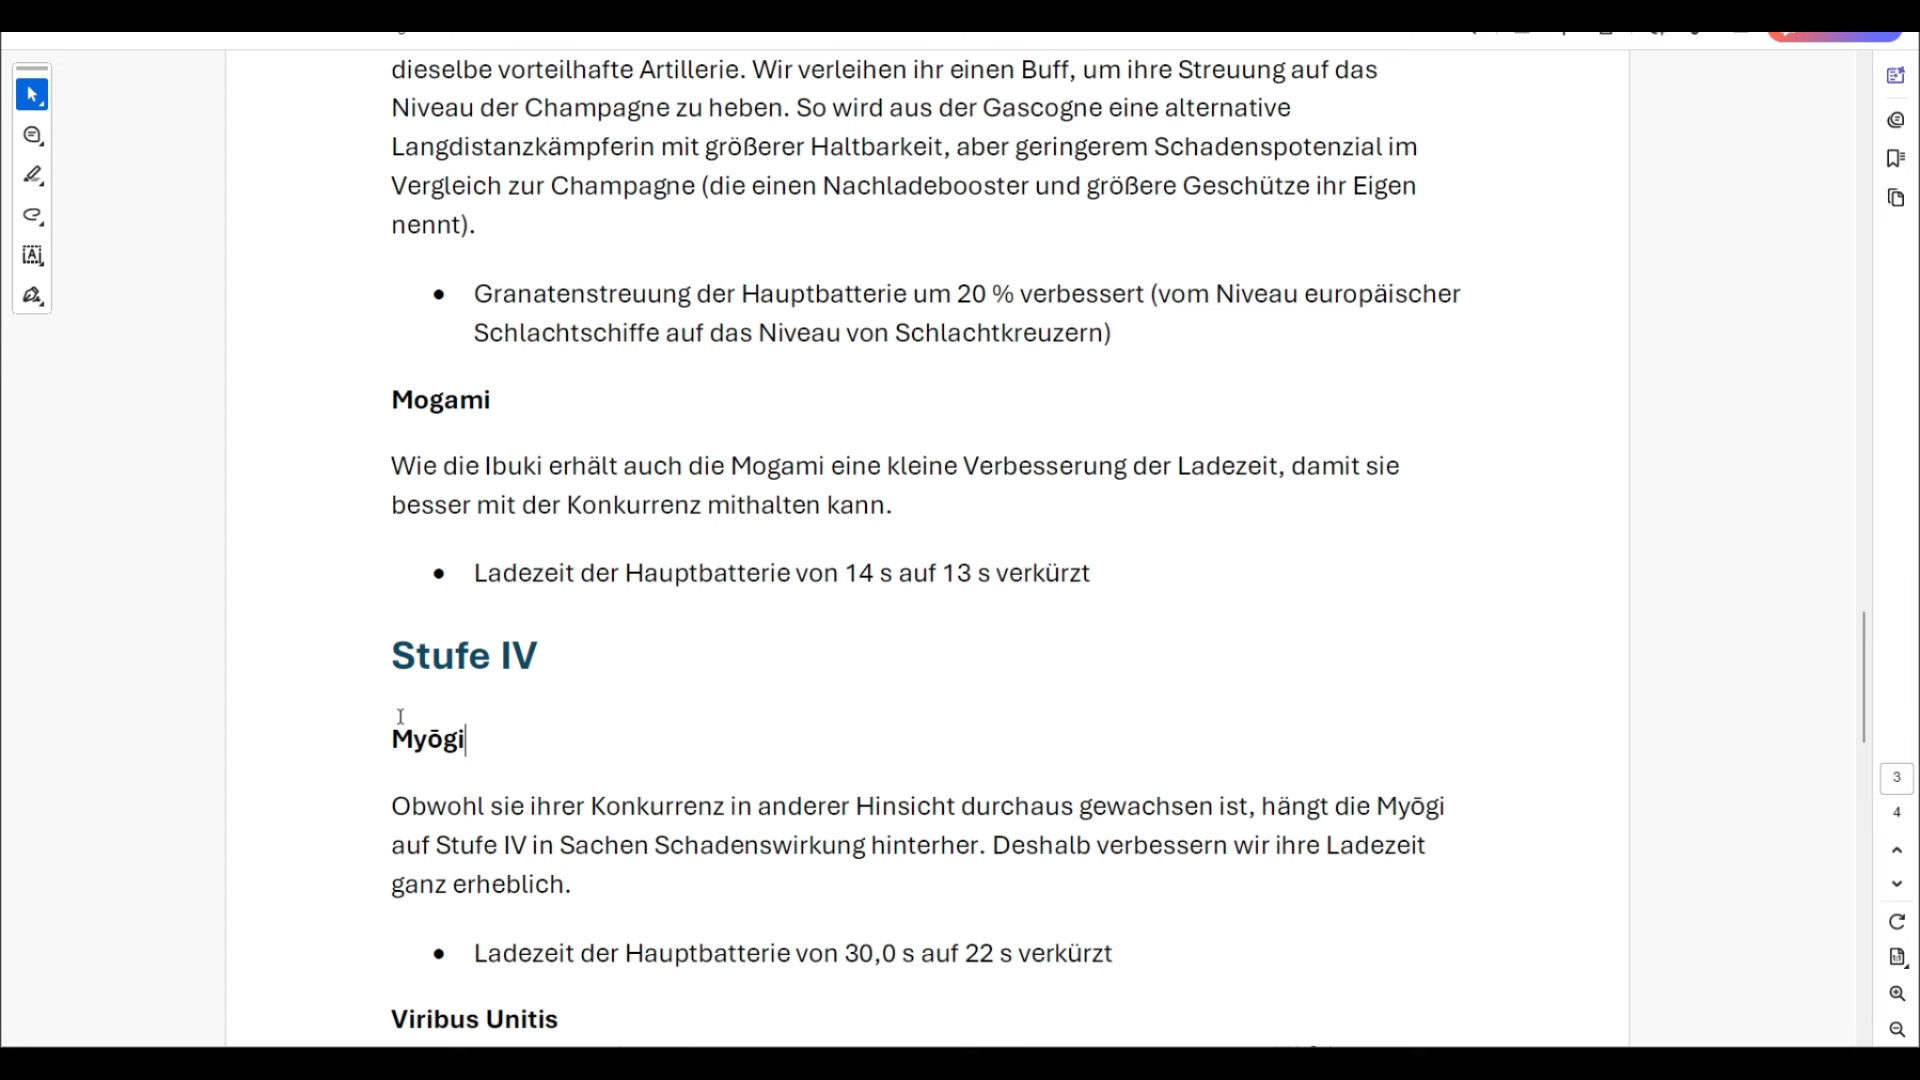 dieselbe vorteilhafte Artillerie. Wir verleihen ihr einen Buff, um ihre Streuung auf das
Niveau der Champagne zu heben. So wird aus der Gascogne eine alternative
Langdistanzkämpferin mit größerer Haltbarkeit, aber geringerem Schadenspotenzial im
Vergleich zur Champagne (die einen Nachladebooster und größere Geschütze ihr Eigen
nennt).
● Granatenstreuung der Hauptbatterie um 20 % verbessert (vom Niveau europäischer
Schlachtschiffe auf das Niveau von Schlachtkreuzern)
Mogami
Wie die Ibuki erhält auch die Mogami eine kleine Verbesserung der Ladezeit, damit sie
besser mit der Konkurrenz mithalten kann.
● Ladezeit der Hauptbatterie von 14 s auf 13 s verkürzt
Stufe IV
Myōgi
Obwohl sie ihrer Konkurrenz in anderer Hinsicht durchaus gewachsen ist, hängt die Myōgi
auf Stufe IV in Sachen Schadenswirkung hinterher. Deshalb verbessern wir ihre Ladezeit
ganz erheblich.
● Ladezeit der Hauptbatterie von 30,0 s auf 22 s verkürzt
Viribus Unitis
3
4